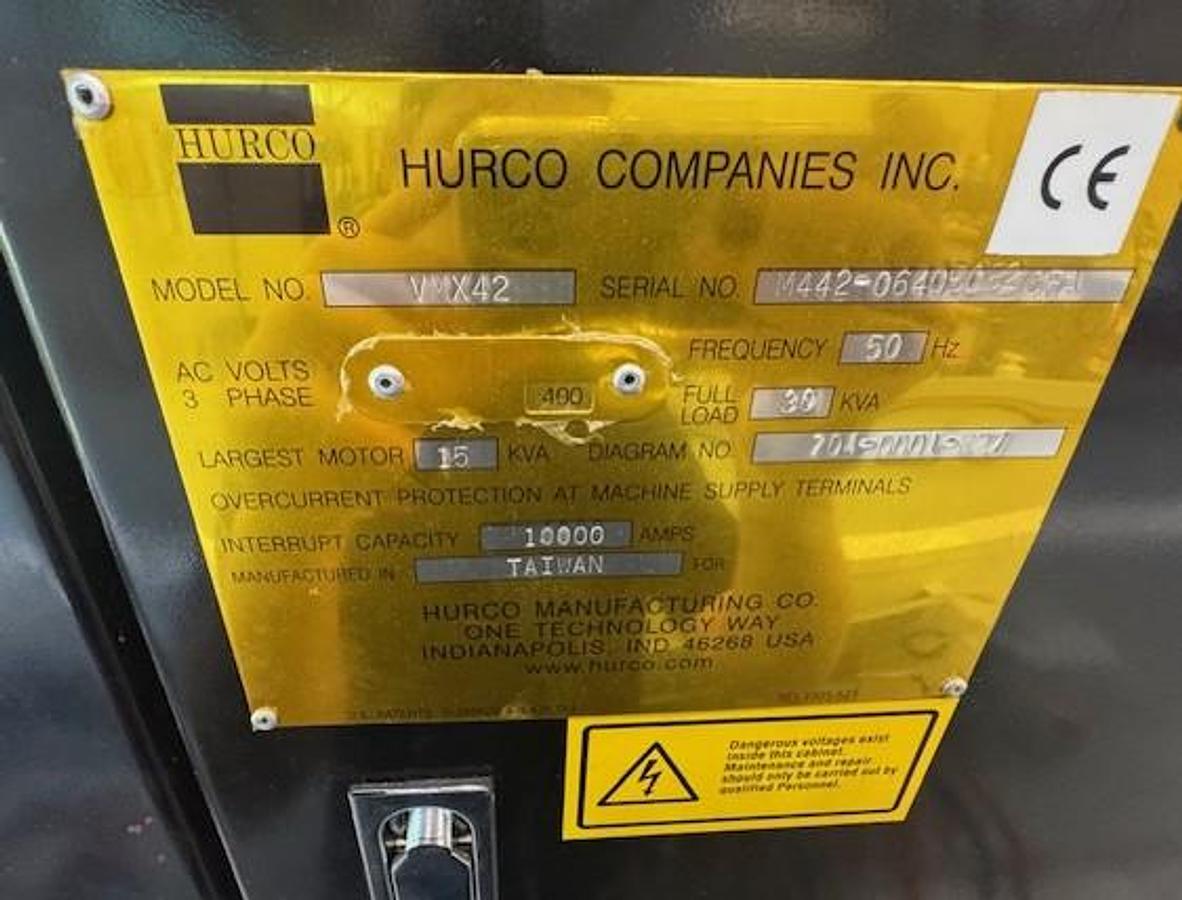 HURCO
®
HURCO COMPANIES INC.
CE
MODEL NO. VMX42 SERIAL NO.
FREQUENCY 50 Hz
AC VOLTS
3 PHASE 400
FULL
LOAD 30 KVA
LARGEST MOTOR 15 KVA DIAGRAM NO.
OVERCURRENT PROTECTION AT MACHINE SUPPLY TERMINALS
INTERRUPT CAPACITY 10000 AMPS
MANUFACTURED IN TAIWAN FOR
HURCO MANUFACTURING CO.
ONE TECHNOLOGY WAY
INDIANAPOLIS, IND 46268 USA
www.hurco.com
Dangerous voltages exist
inside this cabinet.
Maintenance and repair
should only be carried out by
qualified Personnel.